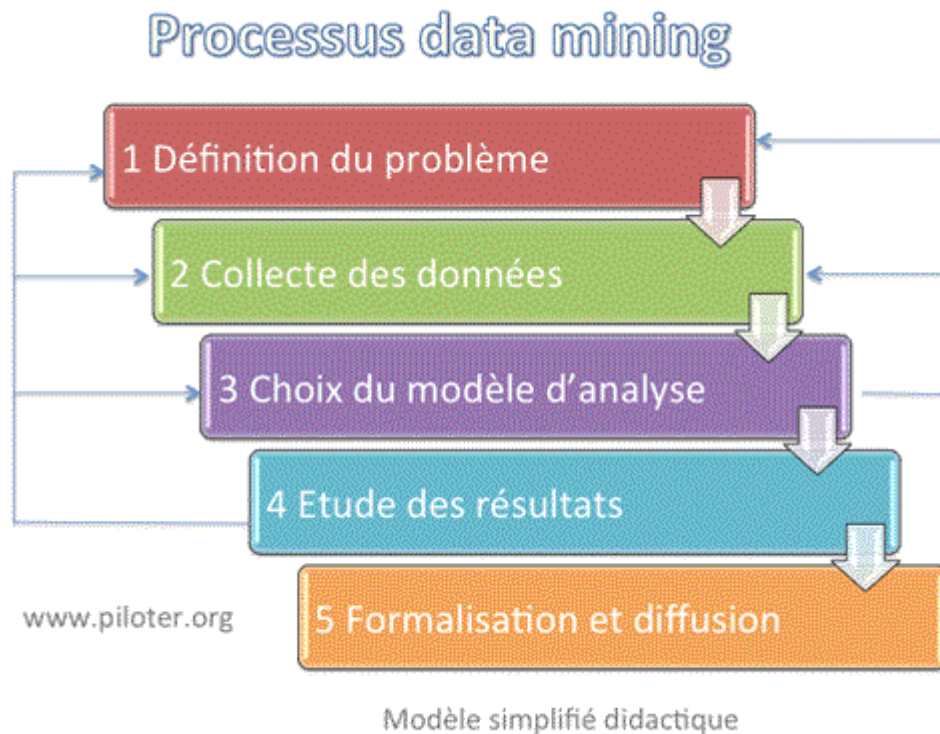 Processus data mining
1 Définition du problème
2 Collecte des données
3 Choix du modèle d’analyse
4 Etude des résultats
5 Formalisation et diffusion
www.piloter.org
Modèle simplifié didactique